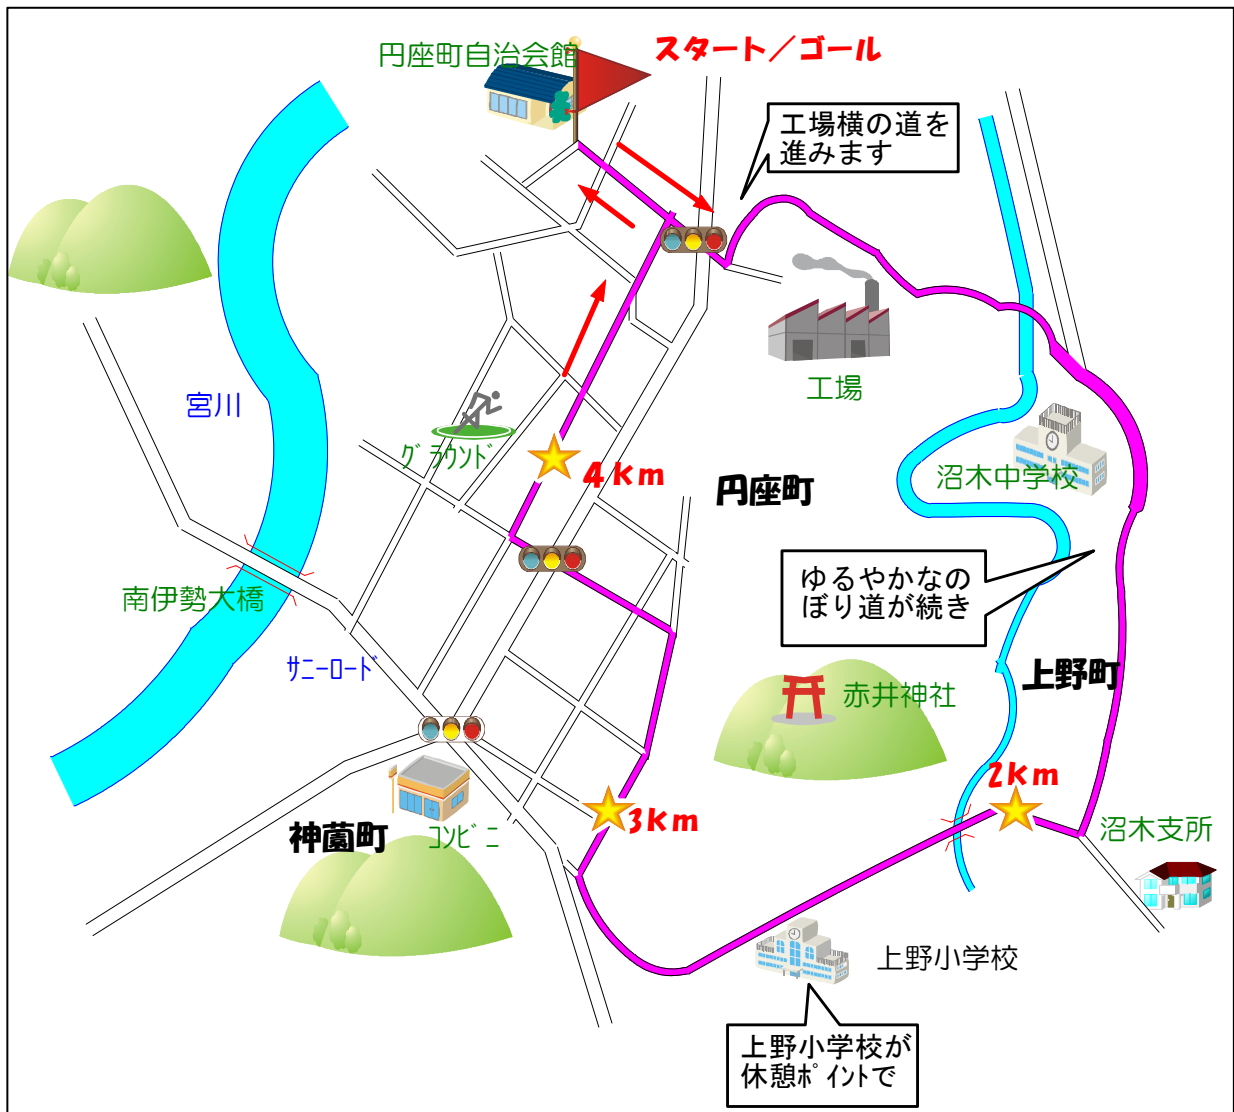 円座町自治会館
スタート／ゴール
工場横の道を
進みます
宮川
工場
グラウンド
4km
円座町
沼木中学校
南伊勢大橋
ゆるやかなの
ぼり道が続き
サニーロード
赤井神社
上野町
2km
3km
神薗町
コンビニ
沼木支所
上野小学校
上野小学校が
休憩ポイントで